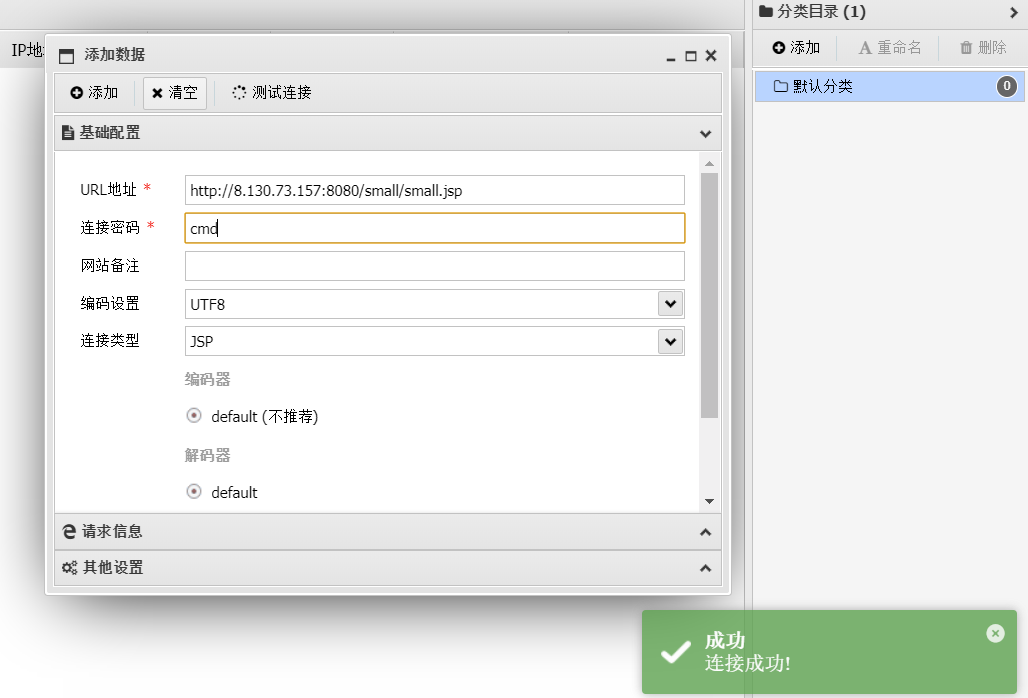 IP地
添加数据
添加
清空
测试连接
基础配置
URL地址 *
http://8.130.73.157:8080/small/small.jsp
连接密码 *
cmd
网站备注
编码设置
UTF8
连接类型
JSP
编码器
default (不推荐)
解码器
default
请求信息
其他设置
分类目录 (1)
添加
A 重命名
删除
默认分类
0
成功
连接成功!